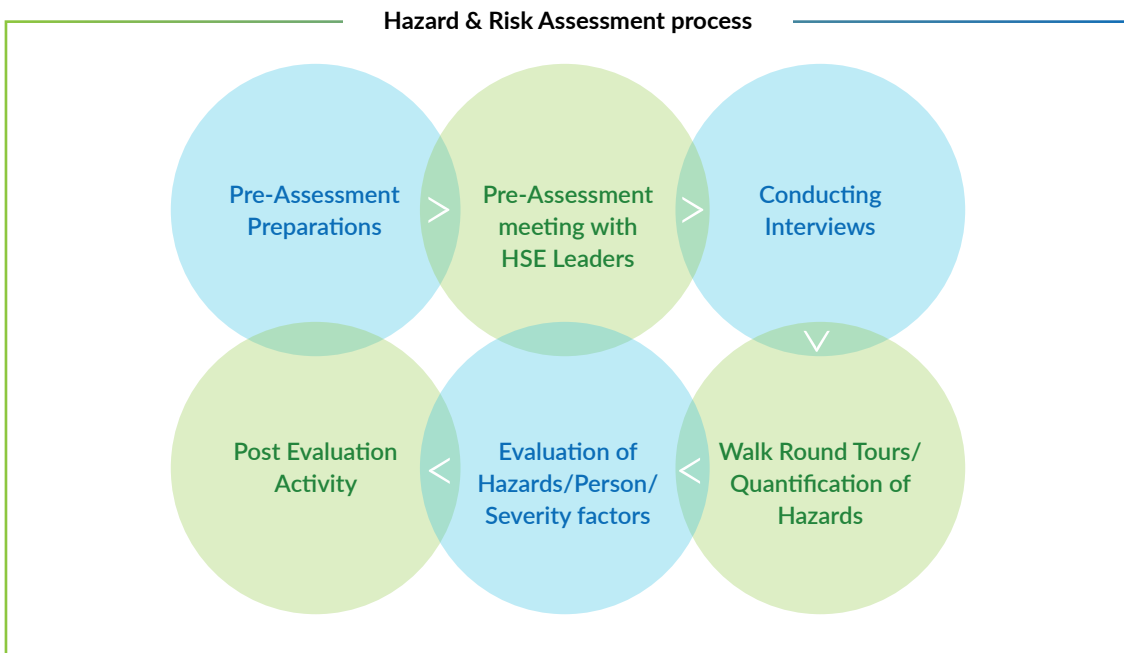 Hazard & Risk Assessment process
Pre-Assessment
Preparations
>
Pre-Assessment
meeting with
HSE Leaders
>
Conducting
Interviews
Post Evaluation
Activity
<
Evaluation of
Hazards/Person/
Severity factors
<
Walk Round Tours/
Quantification of
Hazards